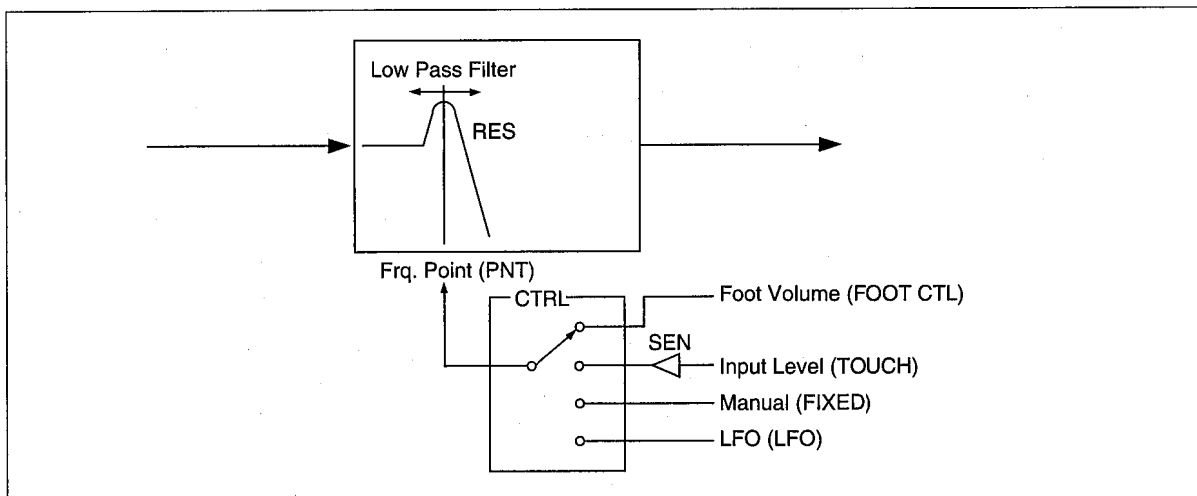 Low Pass Filter
RES
Frq. Point (PNT)
CTRL
Foot Volume (FOOT CTL)
SEN
Input Level (TOUCH)
Manual (FIXED)
LFO (LFO)